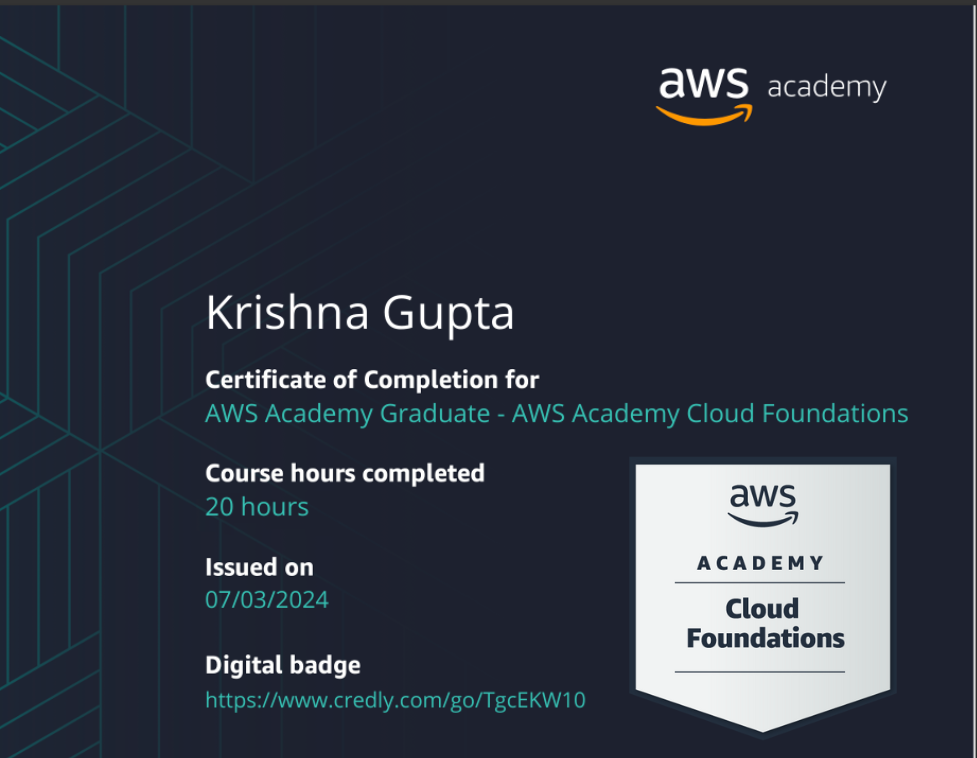 aws academy
Krishna Gupta
Certificate of Completion for
AWS Academy Graduate - AWS Academy Cloud Foundations
Course hours completed
20 hours
Issued on
07/03/2024
Digital badge
https://www.credly.com/go/TgcEKW10
aws
ACADEMY
Cloud
Foundations